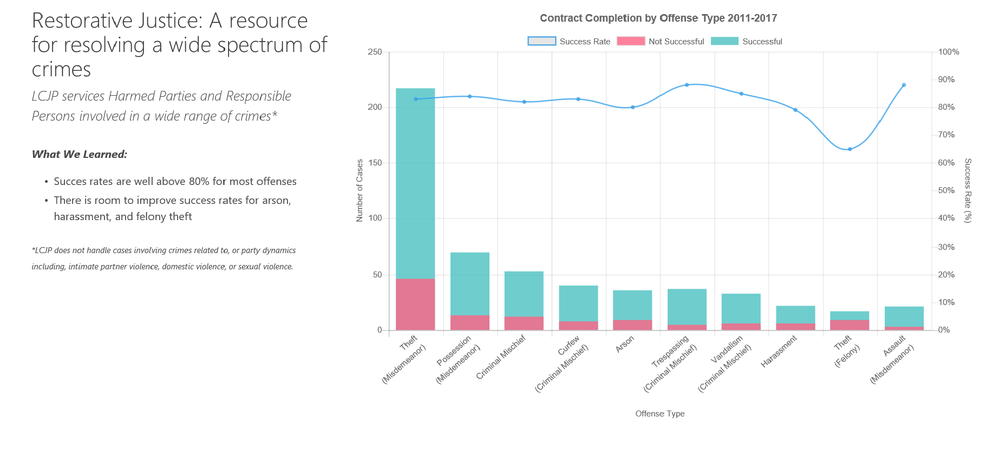 Restorative Justice: A resource
for resolving a wide spectrum of
crimes
LCJP services Harmed Parties and Responsible
Persons involved in a wide range of crimes*
What We Learned:
• Succes rates are well above 80% for most offenses
• There is room to improve success rates for arson,
harassment, and felony theft
*LCJP does not handle cases involving crimes related to, or party dynamics
including, intimate partner violence, domestic violence, or sexual violence.
Contract Completion by Offense Type 2011-2017
Success Rate Not Successful Successful
250
200
150
100
50
0
Number of Cases
100%
90%
80%
70%
60%
50%
40%
30%
20%
10%
0%
Success Rate (%)
Theft
(Misdemeanor)
Possession
(Misdemeanor)
Criminal Mischief
Curfew
(Criminal Mischief)
Arson
Trespassing
(Criminal Mischief)
Vandalism
(Criminal Mischief)
Harassment
Theft
(Felony)
Assault
(Misdemeanor)
Offense Type